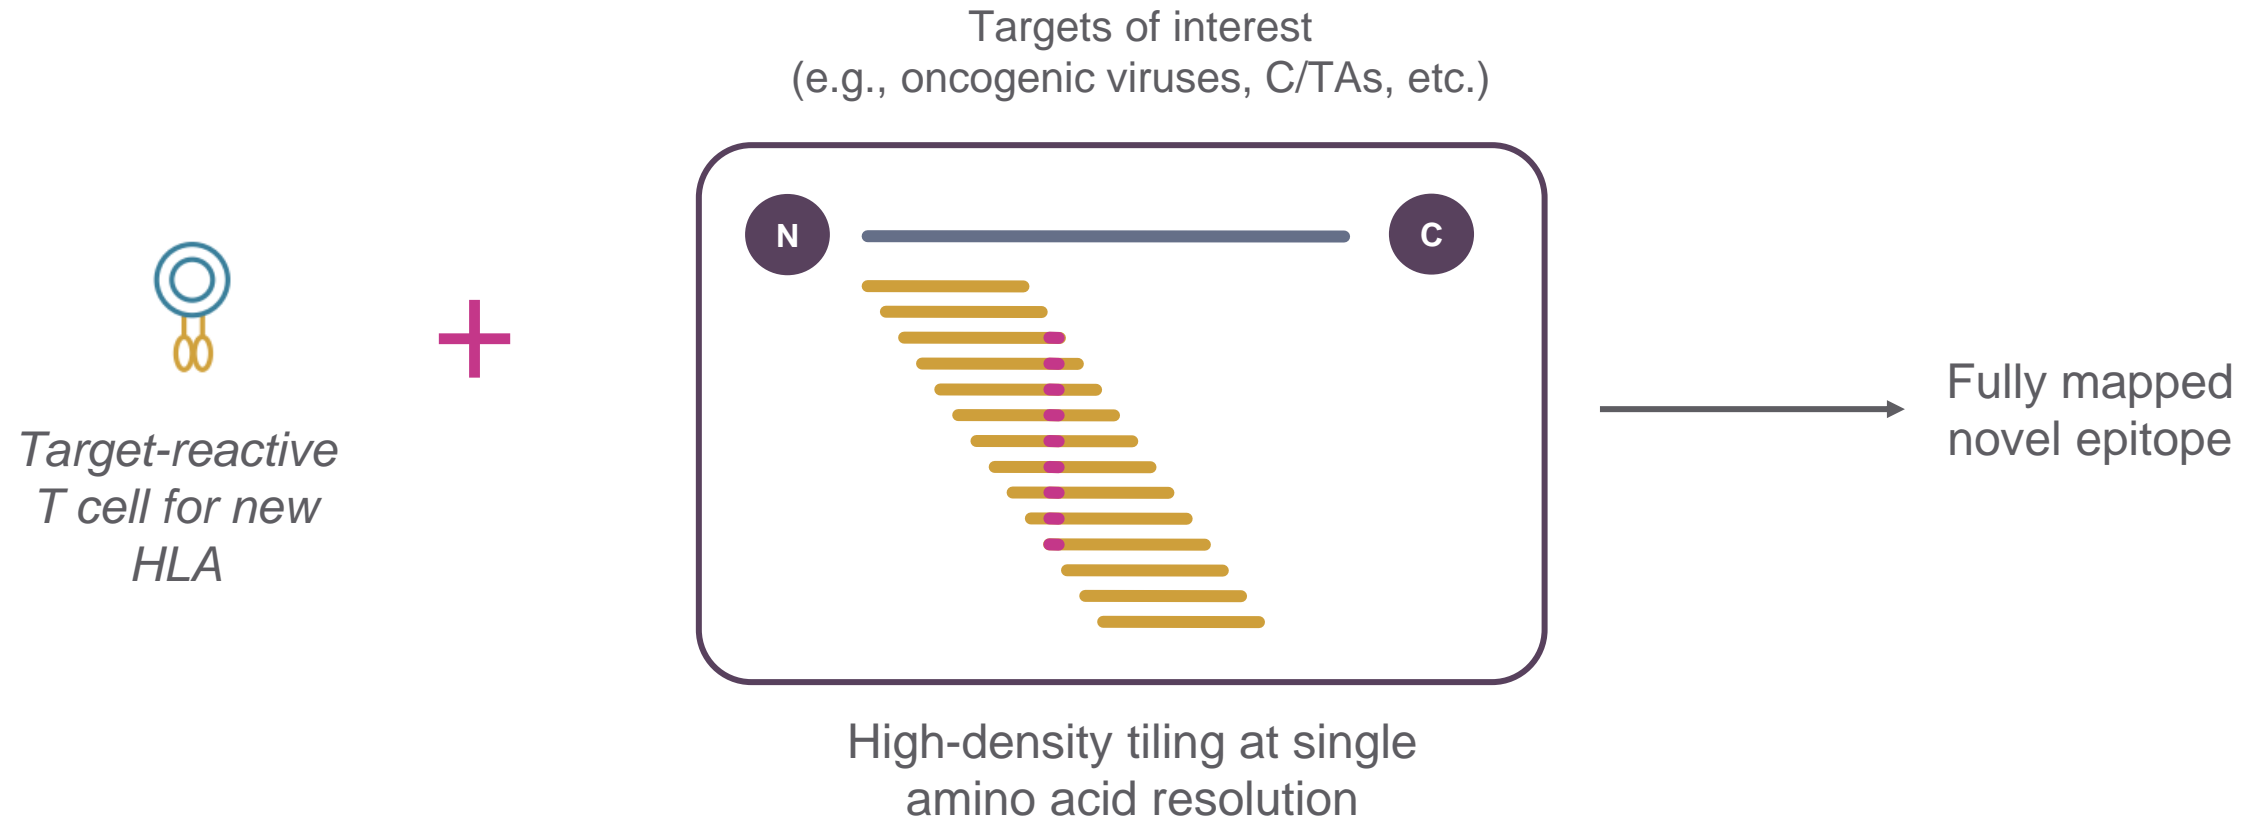 Targets of interest
(e.g., oncogenic viruses, C/TAs, etc.)
N
C
Target-reactive
T cell for new
HLA
Fully mapped
novel epitope
High-density tiling at single
amino acid resolution